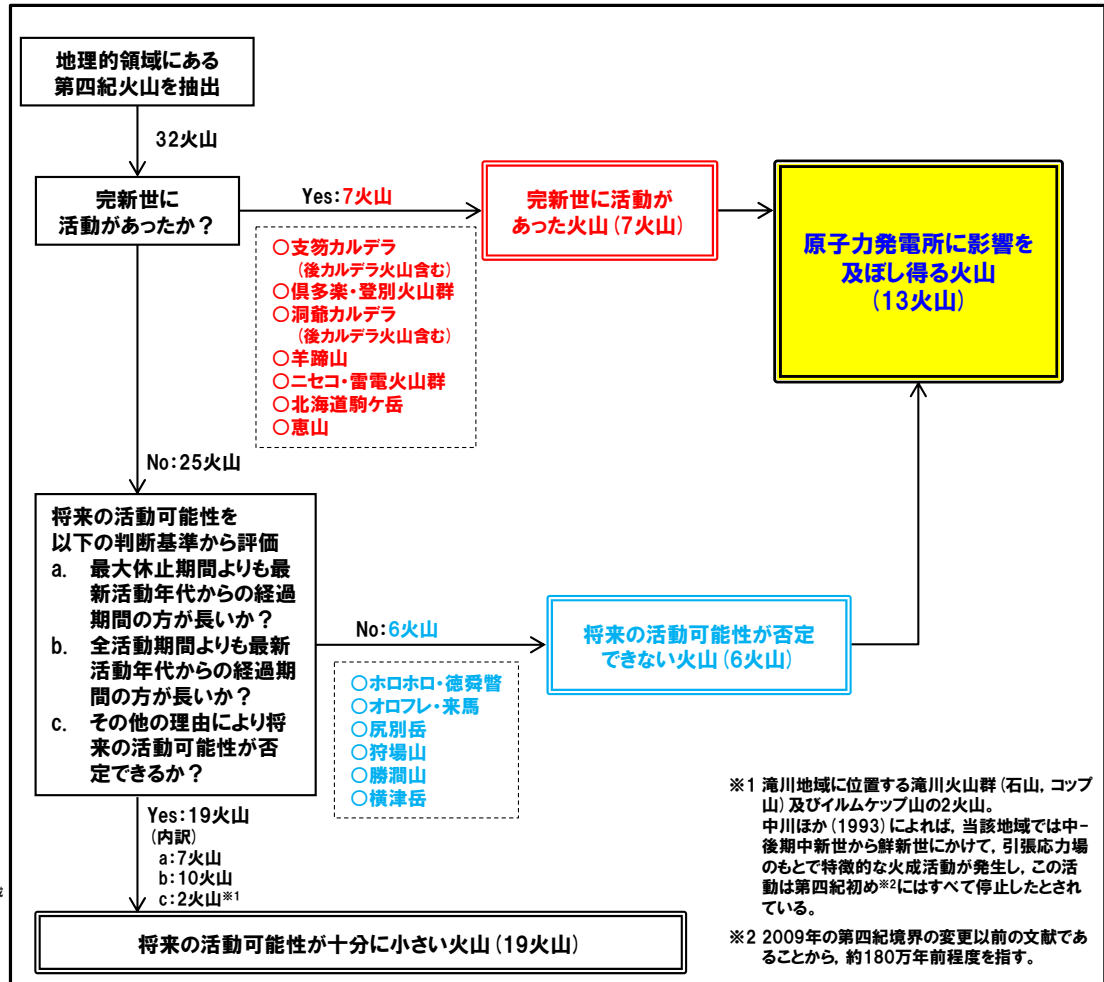 地理的領域にある
第四紀火山を抽出
32火山
完新世に
活動があったか？
Yes：7火山
○支笏カルデラ
（後カルデラ火山含む）
○倶多楽・登別火山群
○洞爺カルデラ
（後カルデラ火山含む）
○羊蹄山
○ニセコ・雷電火山群
○北海道駒ケ岳
○恵山
完新世に活動が
あった火山（7火山）
原子力発電所に影響を
及ぼし得る火山
（13火山）
No：25火山
将来の活動可能性を
以下の判断基準から評価
a. 最大休止期間よりも最
新活動年代からの経過
期間の方が長いか？
b. 全活動期間よりも最新
活動年代からの経過期
間の方が長いか？
c. その他の理由により将
来の活動可能性が否
定できるか？
No：6火山
○ホロホロ・徳舜瞥
○オロフレ・来馬
○尻別岳
○狩場山
○勝澗山
○横津岳
将来の活動可能性が否定
できない火山（6火山）
Yes：19火山
（内訳）
a：7火山
b：10火山
c：2火山※1
将来の活動可能性が十分に小さい火山（19火山）
※1 滝川地域に位置する滝川火山群（石山，コップ
山）及びイルムケップ山の2火山。
中川ほか（1993）によれば，当該地域では中-
後期中新世から鮮新世にかけて，引張応力場
のもとで特徴的な火成活動が発生し，この活
動は第四紀初め※2にはすべて停止したとされ
ている。
※2 2009年の第四紀境界の変更以前の文献であ
ることから，約180万年前程度を指す。